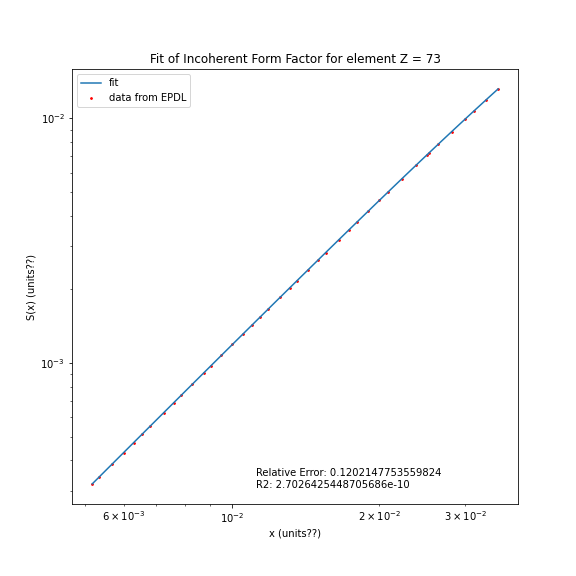 Fit of Incoherent Form Factor for element Z = 73
fit
data from EPDL
10⁻²
S(x) (units??)
10⁻³
Relative Error: 0.1202147753559824
R2: 2.7026425448705686e-10
6 × 10⁻³
10⁻²
2 × 10⁻²
3 × 10⁻²
x (units??)